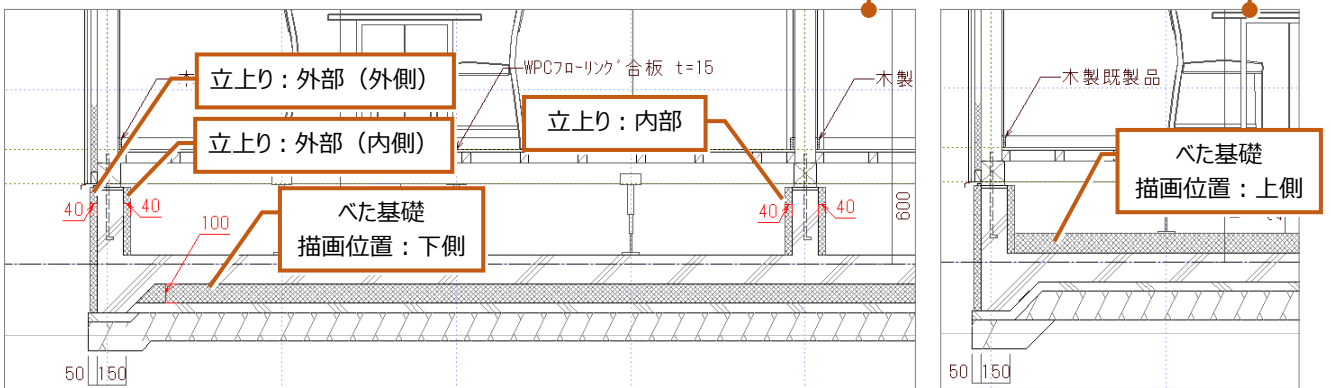 立上り：外部（外側）
WPCフローリング合板 t=15
木製
立上り：外部（内側）
立上り：内部
40
40
べた基礎
描画位置：下側
100
40
40
600
50
150
木製既製品
べた基礎
描画位置：上側
50
150